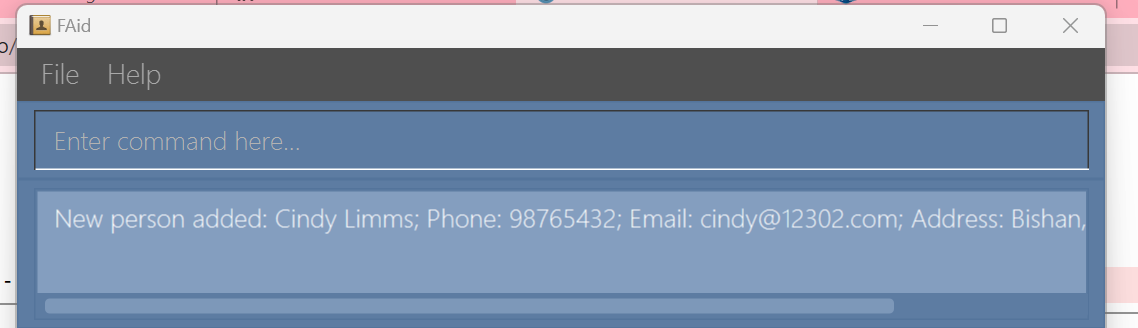 FAid
File Help
Enter command here...
New person added: Cindy Limms; Phone: 98765432; Email: cindy@12302.com; Address: Bishan,